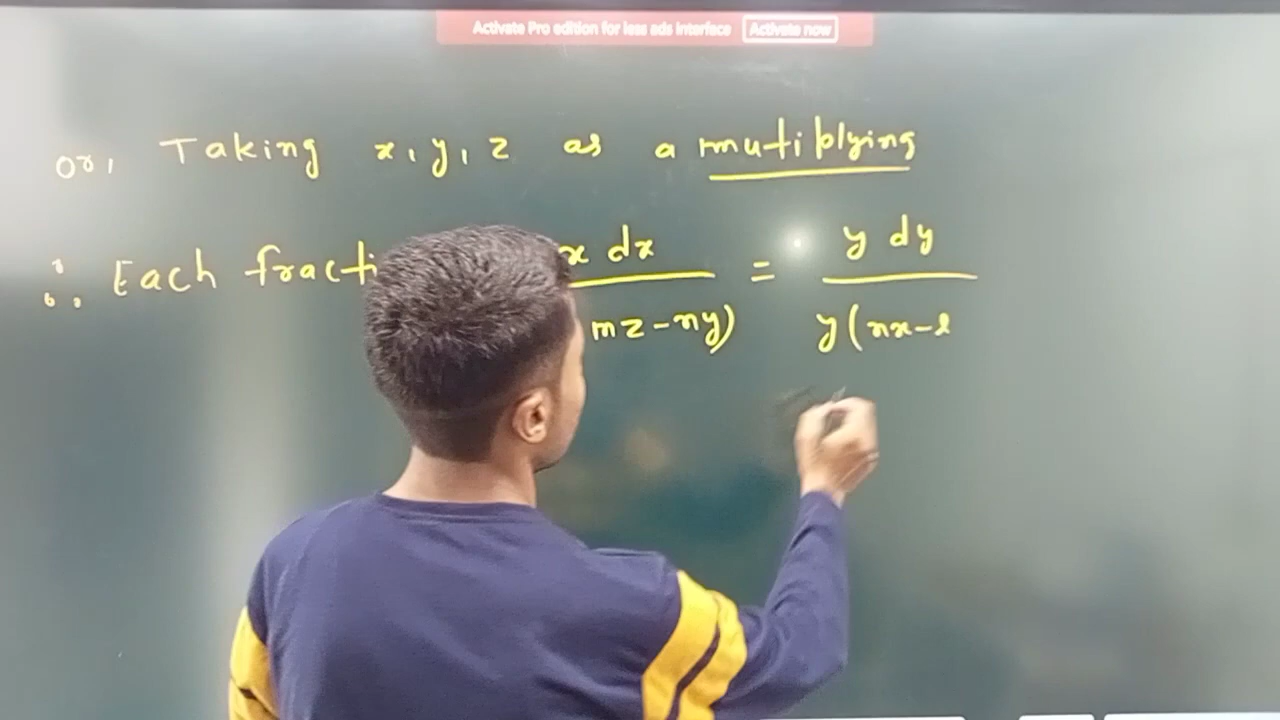 Activate Pro edition for less ads interface Activate now
or, Taking x, y, z as a mutiplying
∴ Each fracti x dx = y dy
mz-ny) y(nx-l